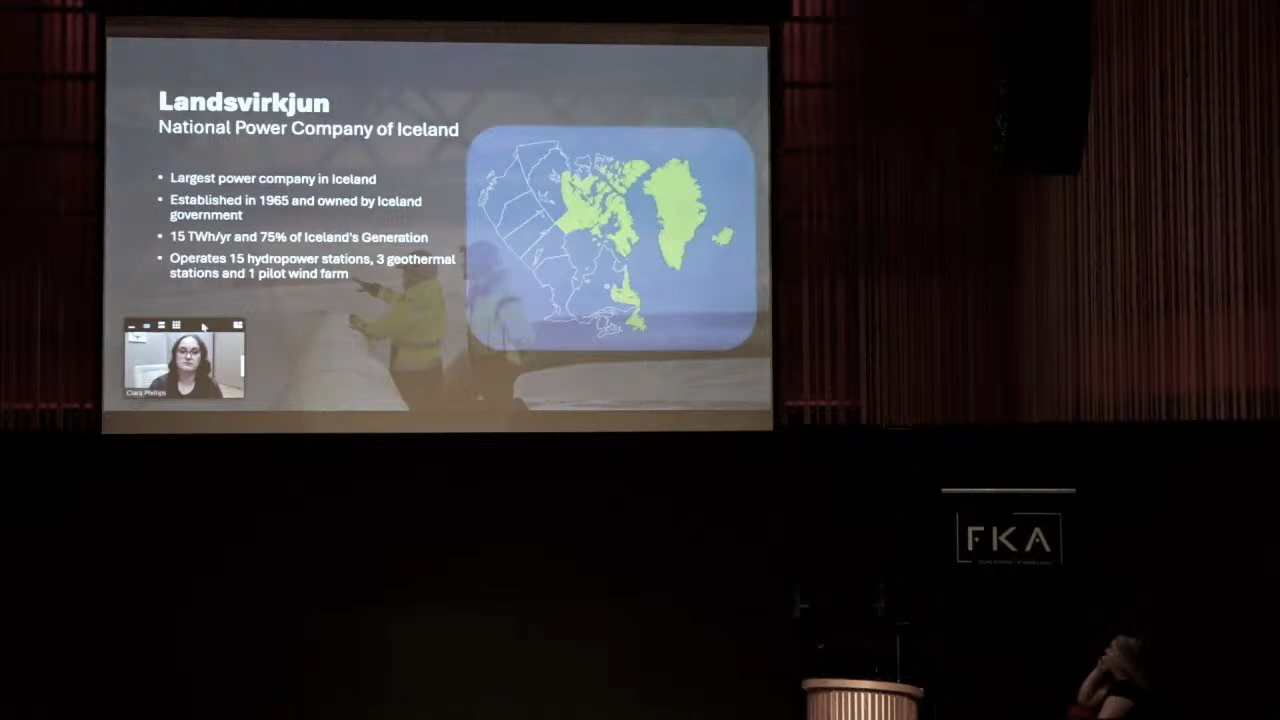 Landsvirkjun
National Power Company of Iceland
• Largest power company in Iceland
• Established in 1965 and owned by Iceland
government
• 15 TWh/yr and 75% of Iceland's Generation
• Operates 15 hydropower stations, 3 geothermal
stations and 1 pilot wind farm
Clara Phillips
FKA